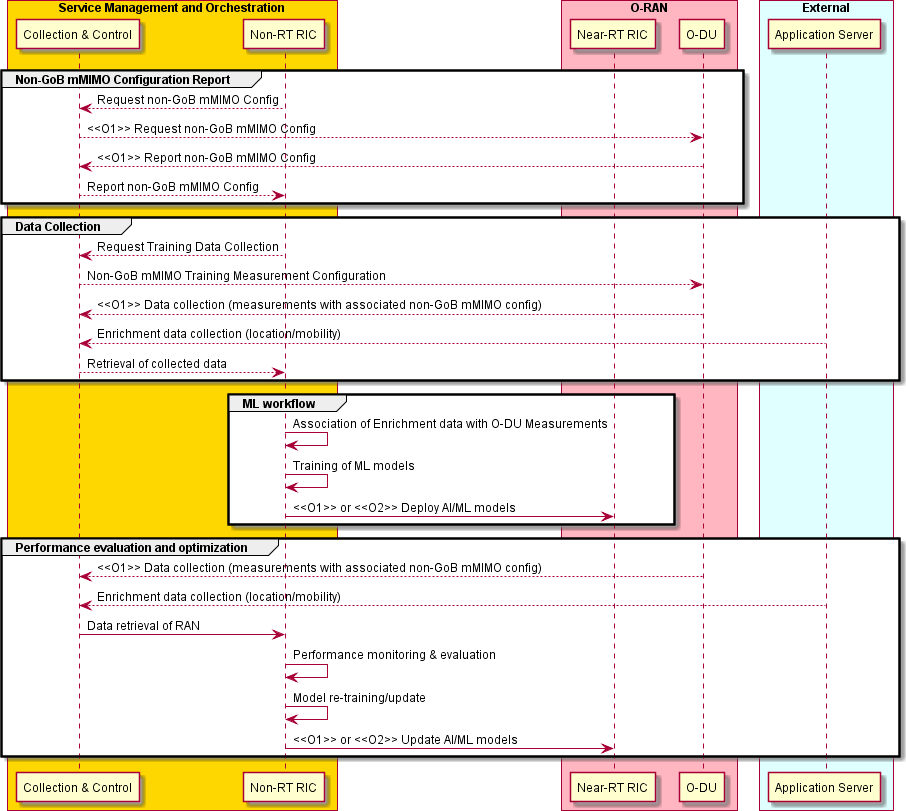 Service Management and Orchestration
O-RAN
External
Collection & Control
Non-RT RIC
Near-RT RIC
O-DU
Application Server
Non-GoB mMIMO Configuration Report
Request non-GoB mMIMO Config
<<O1>> Request non-GoB mMIMO Config
<<O1>> Report non-GoB mMIMO Config
Report non-GoB mMIMO Config
Data Collection
Request Training Data Collection
Non-GoB mMIMO Training Measurement Configuration
<<O1>> Data collection (measurements with associated non-GoB mMIMO config)
Enrichment data collection (location/mobility)
Retrieval of collected data
ML workflow
Association of Enrichment data with O-DU Measurements
Training of ML models
<<O1>> or <<O2>> Deploy AI/ML models
Performance evaluation and optimization
<<O1>> Data collection (measurements with associated non-GoB mMIMO config)
Enrichment data collection (location/mobility)
Data retrieval of RAN
Performance monitoring & evaluation
Model re-training/update
<<O1>> or <<O2>> Update AI/ML models
Collection & Control
Non-RT RIC
Near-RT RIC
O-DU
Application Server